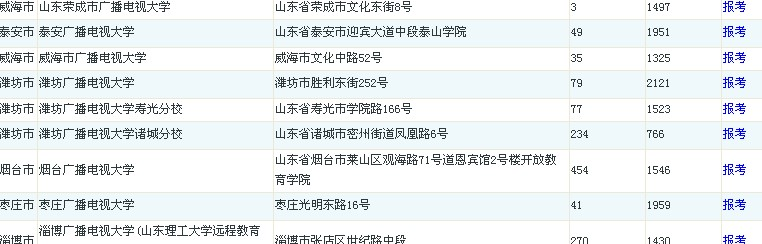 威海市 山东荣成市广播电视大学 山东省荣成市文化东街8号 3 1497 报考
泰安市 泰安广播电视大学 山东省泰安市迎宾大道中段泰山学院 49 1951 报考
威海市 威海市广播电视大学 威海市文化中路52号 35 1325 报考
潍坊市 潍坊广播电视大学 潍坊市胜利东街252号 79 2121 报考
潍坊市 潍坊广播电视大学寿光分校 山东省寿光市学院路166号 77 1523 报考
潍坊市 潍坊广播电视大学诸城分校 山东省诸城市密州街道凤凰路6号 234 766 报考
烟台市 烟台广播电视大学 山东省烟台市莱山区观海路71号道恩宾馆2号楼开放教
育学院 454 1546 报考
枣庄市 枣庄广播电视大学 枣庄光明东路16号 41 1959 报考
淄博广播电视大学(山东理工大学远程教育
淄博市 淄博市张店区世纪路中段 270 1430 报考